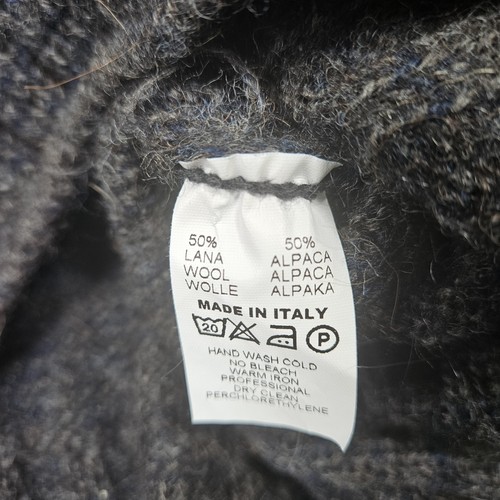 50% 50%
LANA ALPACA
WOOL ALPACA
WOLLE ALPAKA
MADE IN ITALY
20 P
HAND WASH COLD
NO BLEACH
WARM IRON
PROFESSIONAL
DRY CLEAN
PERCHLORETHYLENE